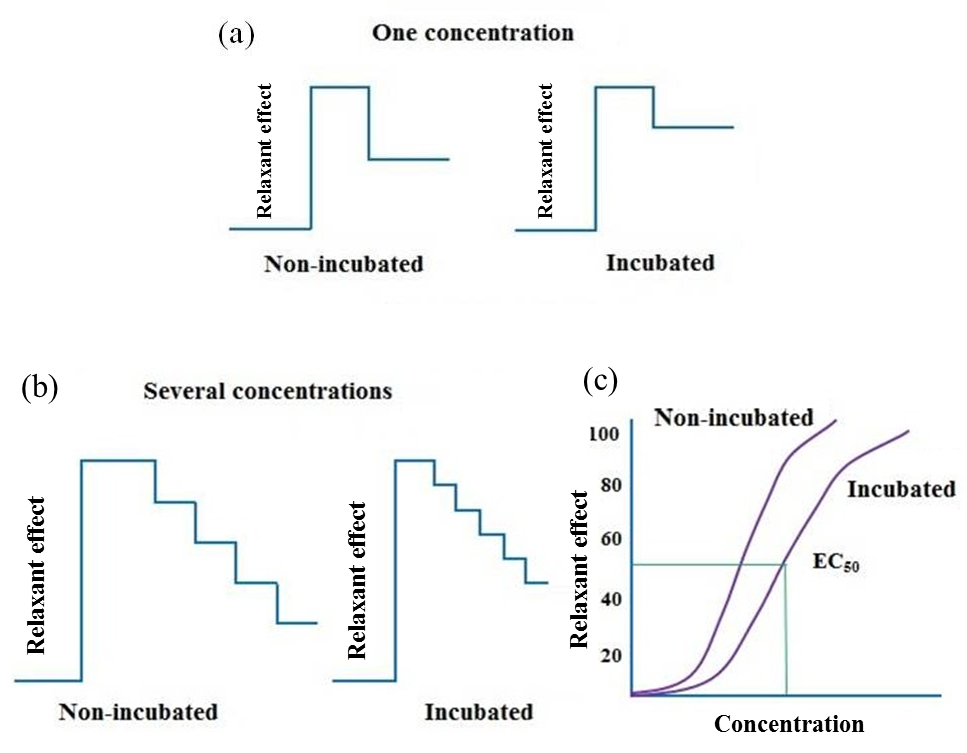 (a)
One concentration
Relaxant effect
Relaxant effect
Non-incubated
Incubated
(b)
Several concentrations
Relaxant effect
Relaxant effect
Non-incubated
Incubated
(c)
Non-incubated
Incubated
EC₅₀
100
80
60
40
20
Relaxant effect
Concentration